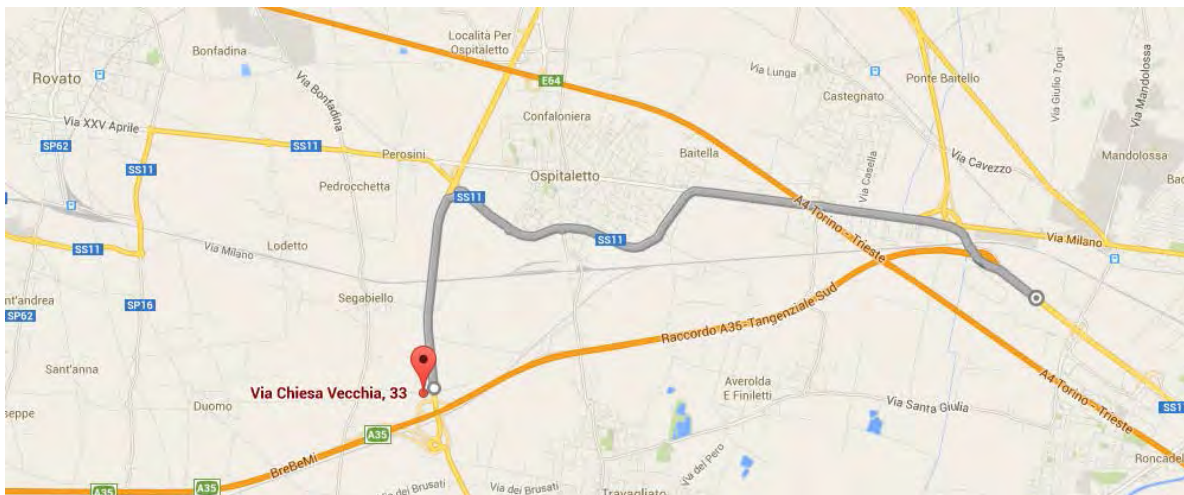 Bonfadina
Località Per
Ospitaletto
Rovato
Via Bonfadina
E64
Via Lunga
Ponte Baitello
Via Giulio Togni
Via Mandolossa
Castegnato
Confaloniera
Via XXV Aprile
SP62
SS11
Perosini
Baitella
Via Casella
Via Cavezzo
Mandolossa
SS11
Pedrocchetta
SS11
Ospitaletto
A4-Torino - Trieste
SS11
Via Milano
SS11
Via Milano
Lodetto
SP16
Segabiello
SP62
Raccordo A35-Tangenziale Sud
Sant'anna
Via Chiesa Vecchia, 33
Averolda
E Finiletti
A4-Torino - Trieste
Duomo
Via Santa Giulia
SS11
A35
BreBeMi
Via del Pero
A35
A35
Via dei Brusati
Via dei Brusati
Travagliato